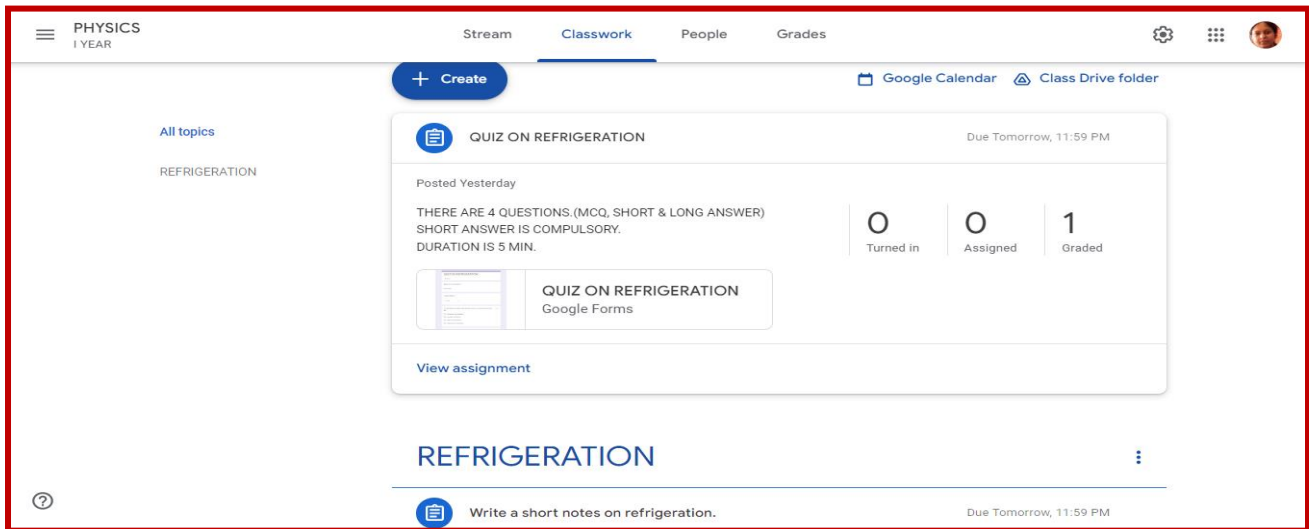 PHYSICS
I YEAR
Stream Classwork People Grades
+ Create
Google Calendar Class Drive folder
All topics
REFRIGERATION
QUIZ ON REFRIGERATION Due Tomorrow, 11:59 PM
Posted Yesterday
THERE ARE 4 QUESTIONS.(MCQ, SHORT & LONG ANSWER)
SHORT ANSWER IS COMPULSORY.
DURATION IS 5 MIN.
0 0 1
Turned in Assigned Graded
QUIZ ON REFRIGERATION
Google Forms
View assignment
REFRIGERATION
Write a short notes on refrigeration. Due Tomorrow, 11:59 PM